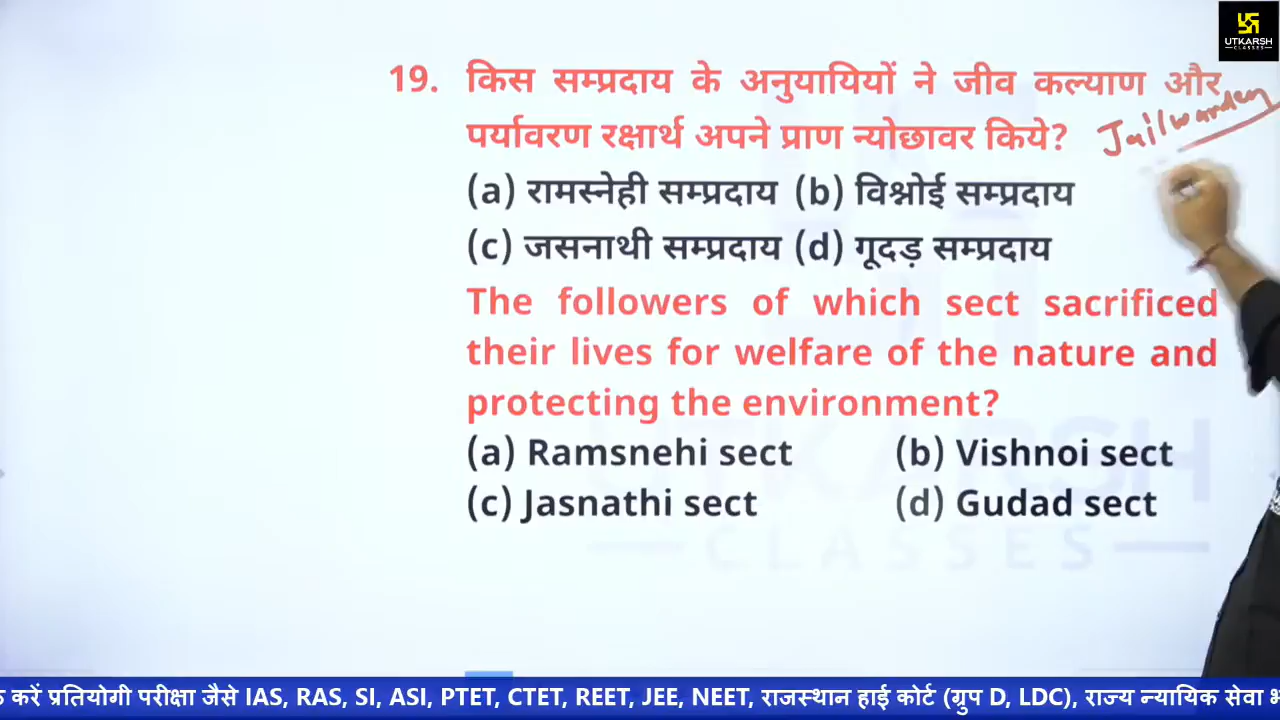 UTKARSH
CLASSES
19. किस सम्प्रदाय के अनुयायियों ने जीव कल्याण और
पर्यावरण रक्षार्थ अपने प्राण न्योछावर किये?
Jailwarden
(a) रामस्नेही सम्प्रदाय (b) विश्नोई सम्प्रदाय
(c) जसनाथी सम्प्रदाय (d) गूदड़ सम्प्रदाय
The followers of which sect sacrificed
their lives for welfare of the nature and
protecting the environment?
(a) Ramsnehi sect (b) Vishnoi sect
(c) Jasnathi sect (d) Gudad sect
UTKARSH
CLASSES
करें प्रतियोगी परीक्षा जैसे IAS, RAS, SI, ASI, PTET, CTET, REET, JEE, NEET, राजस्थान हाई कोर्ट (ग्रुप D, LDC), राज्य न्यायिक सेवा